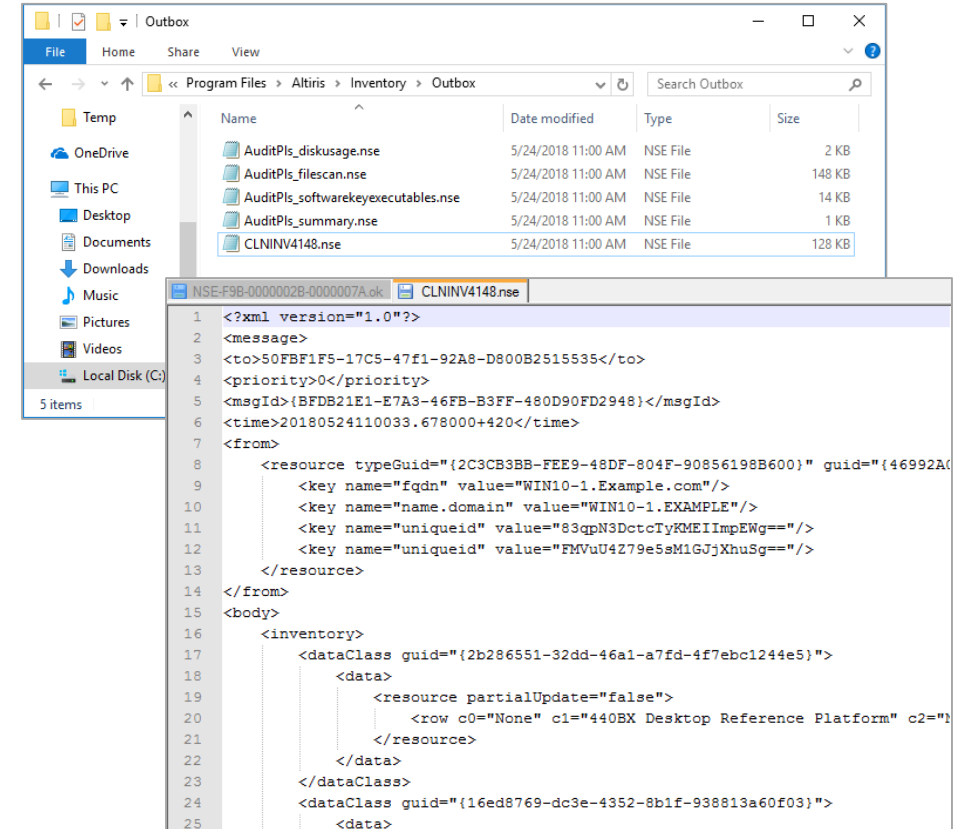 Outbox
File Home Share View
« Program Files > Altiris > Inventory > Outbox Search Outbox
Temp
OneDrive
This PC
Desktop
Documents
Downloads
Music
Pictures
Videos
Local Disk (C:)
5 items
Name Date modified Type Size
AuditPls_diskusage.nse 5/24/2018 11:00 AM NSE File 2 KB
AuditPls_filescan.nse 5/24/2018 11:00 AM NSE File 148 KB
AuditPls_softwarekeyexecutables.nse 5/24/2018 11:00 AM NSE File 14 KB
AuditPls_summary.nse 5/24/2018 11:00 AM NSE File 1 KB
CLNINV4148.nse 5/24/2018 11:00 AM NSE File 128 KB
NSE-F9B-0000002B-0000007A.ok CLNINV4148.nse
1 <?xml version="1.0"?>
2 <message>
3 <to>50FBF1F5-17C5-47f1-92A8-D800B2515535</to>
4 <priority>0</priority>
5 <msgId>{BFDB21E1-E7A3-46FB-B3FF-480D90FD2948}</msgId>
6 <time>20180524110033.678000+420</time>
7 <from>
8 <resource typeGuid="{2C3CB3BB-FEE9-48DF-804F-90856198B600}" guid="{46992A0
9 <key name="fqdn" value="WIN10-1.Example.com"/>
10 <key name="name.domain" value="WIN10-1.EXAMPLE"/>
11 <key name="uniqueid" value="83qpN3DctcTyKMEIImpEWg=="/>
12 <key name="uniqueid" value="FMVuU4Z79e5sM1GJjXhuSg=="/>
13 </resource>
14 </from>
15 <body>
16 <inventory>
17 <dataClass guid="{2b286551-32dd-46a1-a7fd-4f7ebc1244e5}">
18 <data>
19 <resource partialUpdate="false">
20 <row c0="None" c1="440BX Desktop Reference Platform" c2="N
21 </resource>
22 </data>
23 </dataClass>
24 <dataClass guid="{16ed8769-dc3e-4352-8b1f-938813a60f03}">
25 <data>